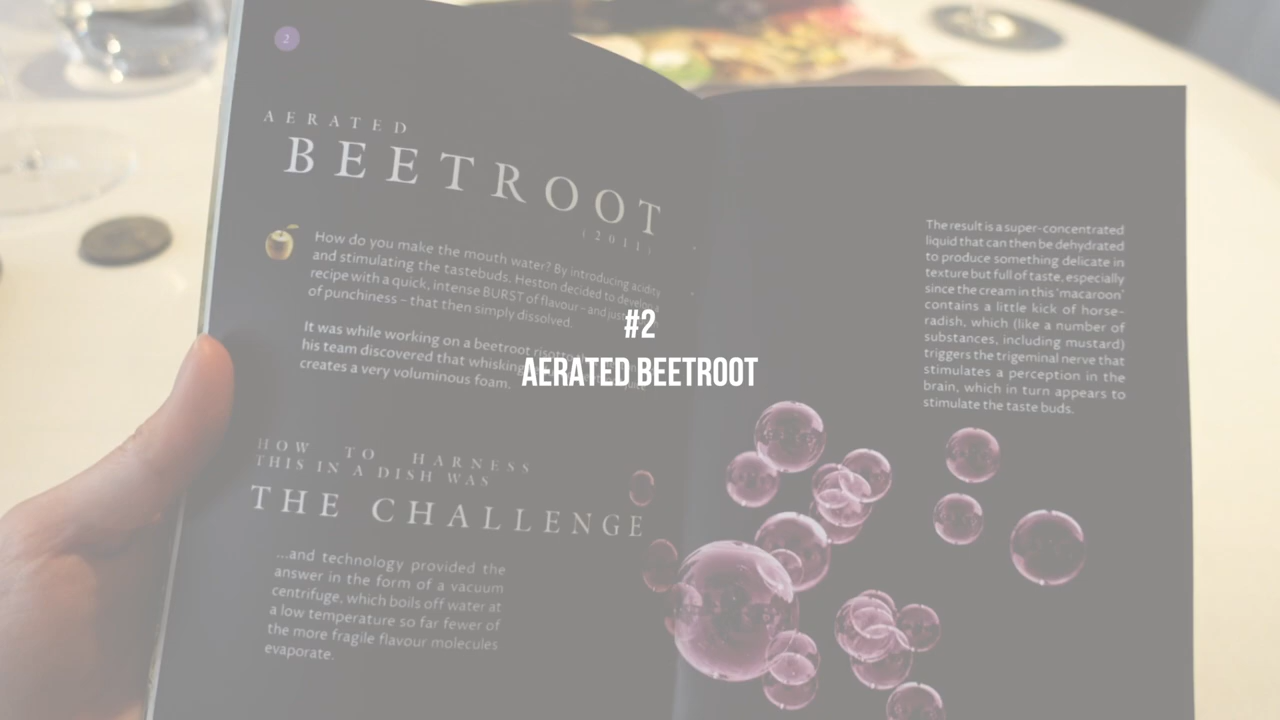 2
AERATED
BEETROOT
(2011)
How do you make the mouth water? By introducing acidity
and stimulating the tastebuds. Heston decided to develop a
recipe with a quick, intense BURST of flavour – and just
of punchiness – that then simply dissolved.
It was while working on a beetroot risotto
his team discovered that whisking
creates a very voluminous foam.
HOW TO HARNESS
THIS IN A DISH WAS
THE CHALLENGE
...and technology provided the
answer in the form of a vacuum
centrifuge, which boils off water at
a low temperature so far fewer of
the more fragile flavour molecules
evaporate.
The result is a super-concentrated
liquid that can then be dehydrated
to produce something delicate in
texture but full of taste, especially
since the cream in this 'macaroon'
contains a little kick of horse-
radish, which (like a number of
substances, including mustard)
triggers the trigeminal nerve that
stimulates a perception in the
brain, which in turn appears to
stimulate the taste buds.
#2
AERATED BEETROOT